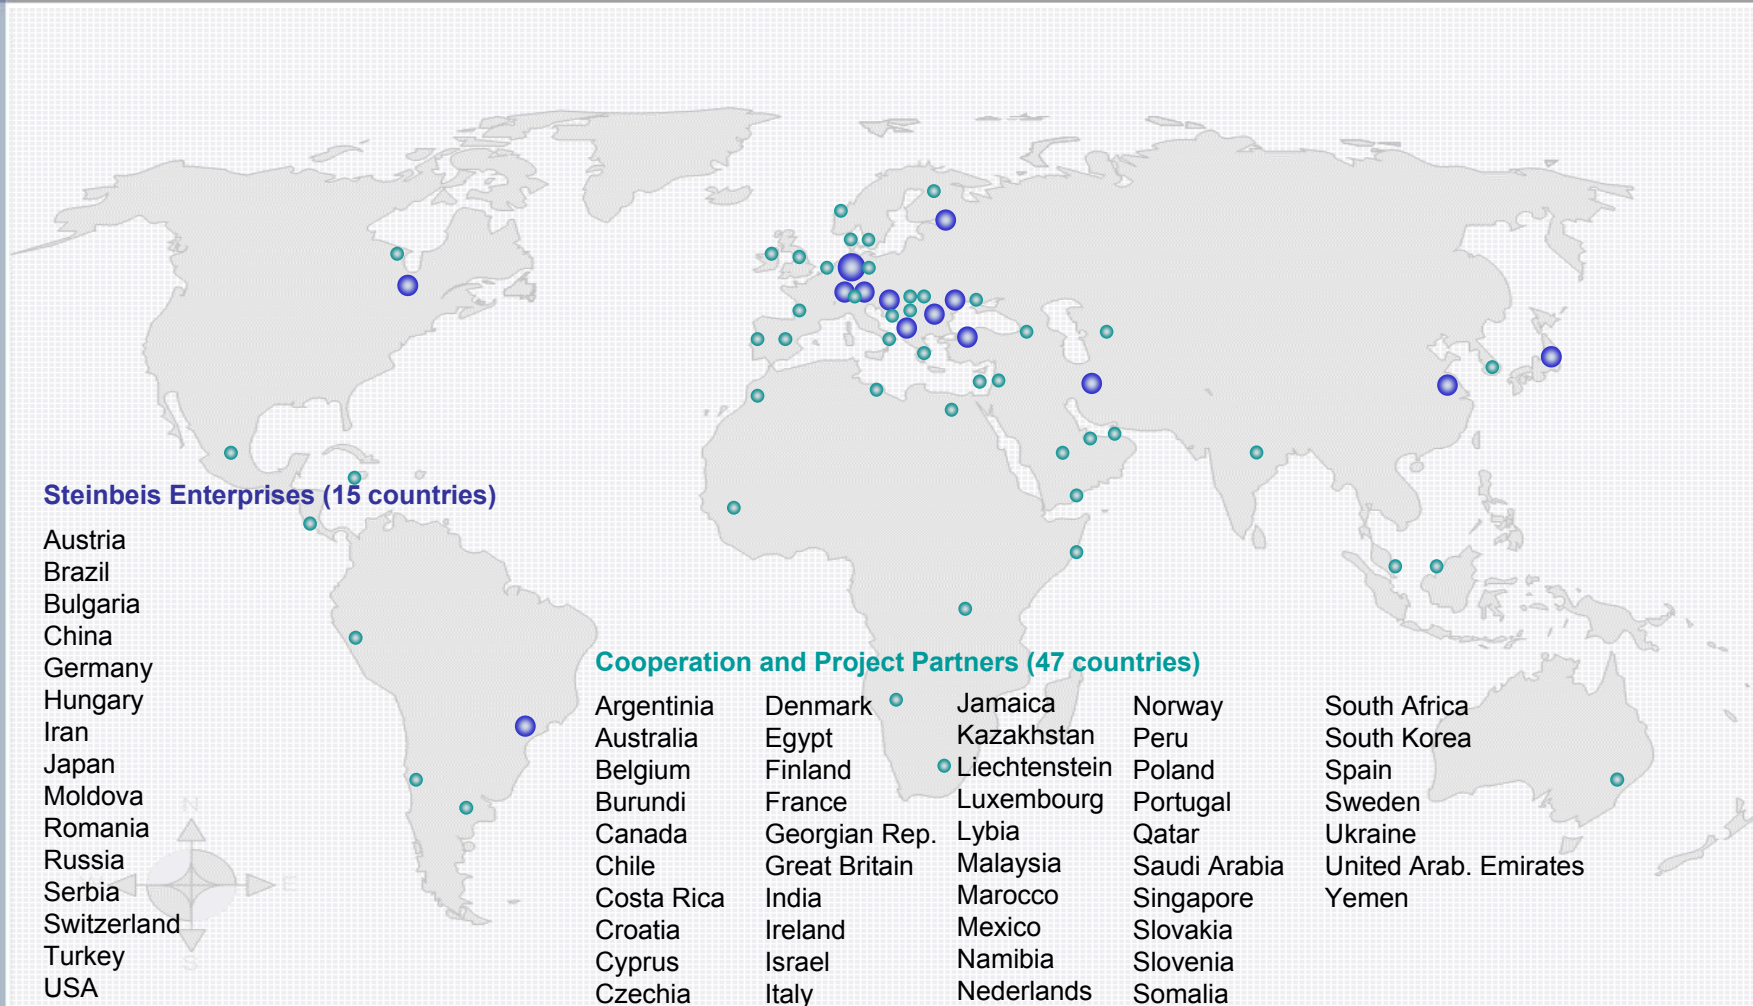 Steinbeis Enterprises (15 countries)
Austria
Brazil
Bulgaria
China
Germany
Hungary
Iran
Japan
Moldova
Romania
Russia
Serbia
Switzerland
Turkey
USA
N
E
S
Cooperation and Project Partners (47 countries)
Argentinia
Australia
Belgium
Burundi
Canada
Chile
Costa Rica
Croatia
Cyprus
Czechia
Denmark
Egypt
Finland
France
Georgian Rep.
Great Britain
India
Ireland
Israel
Italy
Jamaica
Kazakhstan
Liechtenstein
Luxembourg
Lybia
Malaysia
Marocco
Mexico
Namibia
Nederlands
Norway
Peru
Poland
Portugal
Qatar
Saudi Arabia
Singapore
Slovakia
Slovenia
Somalia
South Africa
South Korea
Spain
Sweden
Ukraine
United Arab. Emirates
Yemen